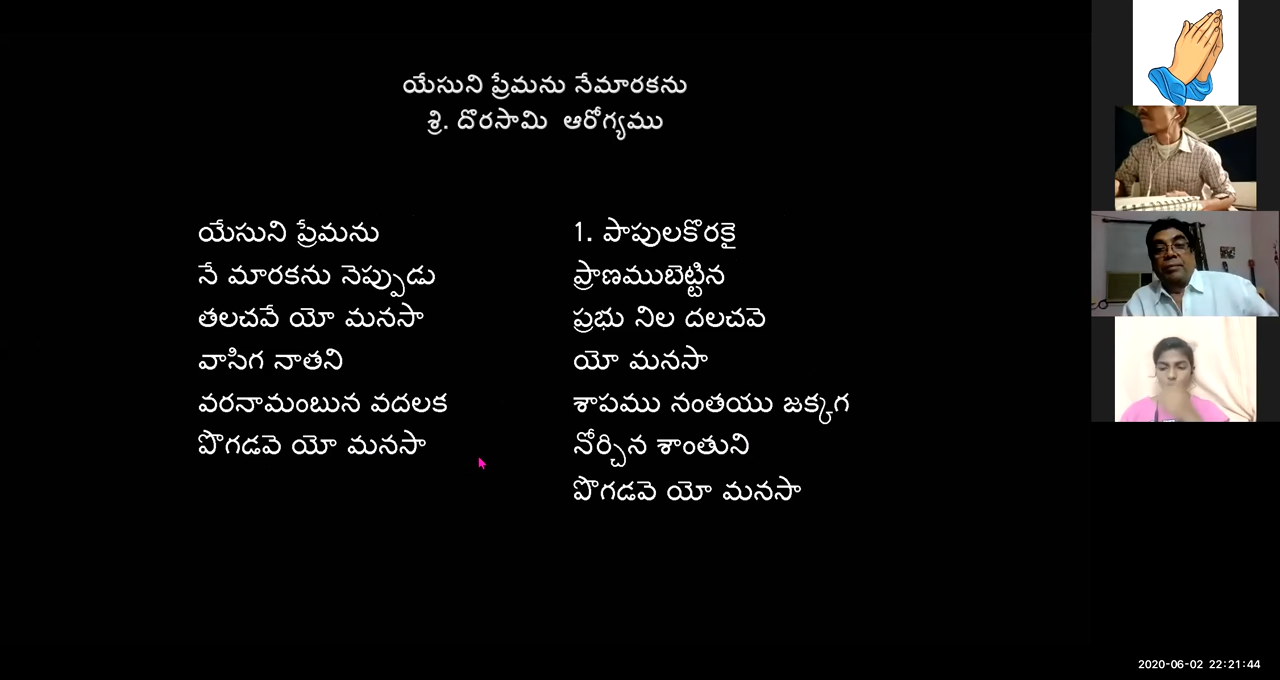 యేసుని ప్రేమను నేమారకను
శ్రి. దొరసామి ఆరోగ్యము
యేసుని ప్రేమను
నే మారకను నెప్పుడు
తలచవే యో మనసా
వాసిగ నాతని
వరనామంబున వదలక
పొగడవె యో మనసా
1. పాపులకొరకై
ప్రాణముబెట్టిన
ప్రభు నిల దలచవె
యో మనసా
శాపము నంతయు జక్కగ
నోర్చిన శాంతుని
పొగడవె యో మనసా
2020-06-02 22:21:44